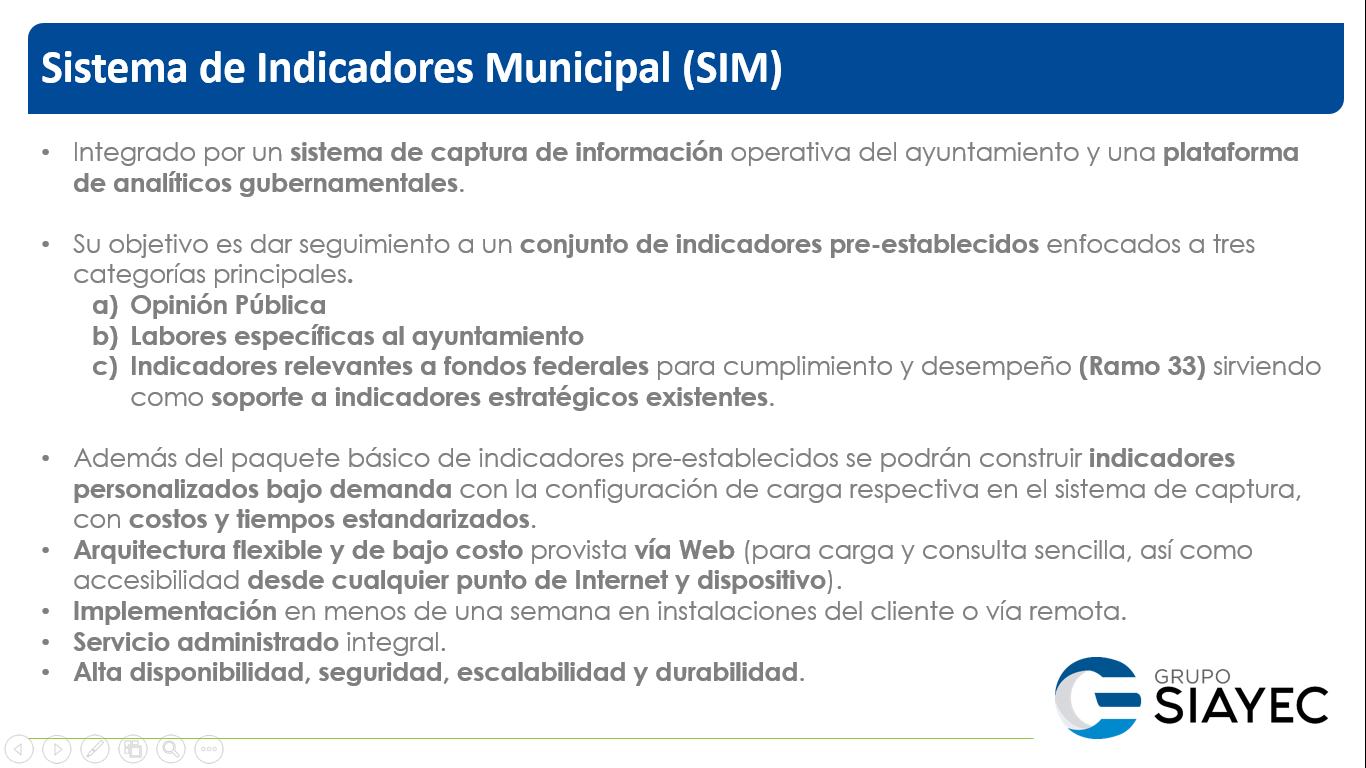 Sistema de Indicadores Municipal (SIM)
• Integrado por un sistema de captura de información operativa del ayuntamiento y una plataforma
de analíticos gubernamentales.
• Su objetivo es dar seguimiento a un conjunto de indicadores pre-establecidos enfocados a tres
categorías principales.
a) Opinión Pública
b) Labores específicas al ayuntamiento
c) Indicadores relevantes a fondos federales para cumplimiento y desempeño (Ramo 33) sirviendo
como soporte a indicadores estratégicos existentes.
• Además del paquete básico de indicadores pre-establecidos se podrán construir indicadores
personalizados bajo demanda con la configuración de carga respectiva en el sistema de captura,
con costos y tiempos estandarizados.
• Arquitectura flexible y de bajo costo provista vía Web (para carga y consulta sencilla, así como
accesibilidad desde cualquier punto de Internet y dispositivo).
• Implementación en menos de una semana en instalaciones del cliente o vía remota.
• Servicio administrado integral.
• Alta disponibilidad, seguridad, escalabilidad y durabilidad.
GRUPO
SIAYEC